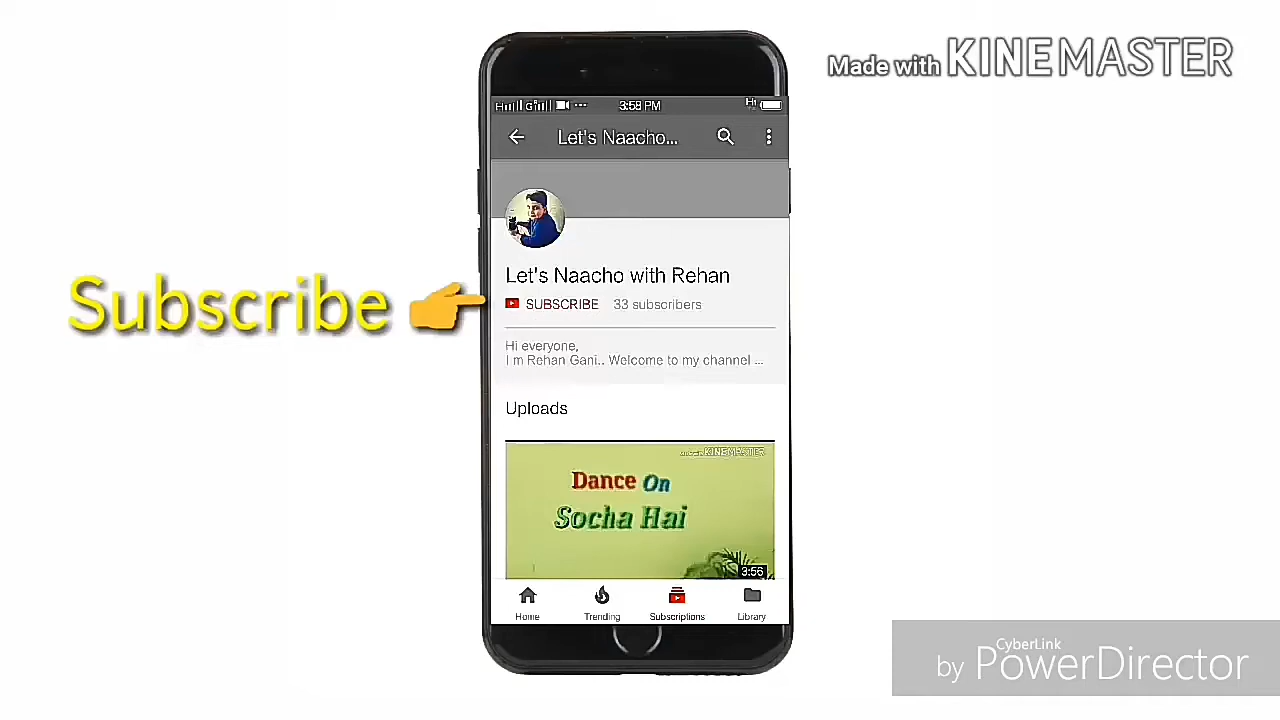 Made with KINEMASTER
3:58 PM
Let's Naacho...
Let's Naacho with Rehan
Subscribe
SUBSCRIBE 33 subscribers
Hi everyone,
I m Rehan Gani.. Welcome to my channel ...
Uploads
KINEMASTER
Dance On
Socha Hai
3:56
Home Trending Subscriptions Library
CyberLink
by PowerDirector